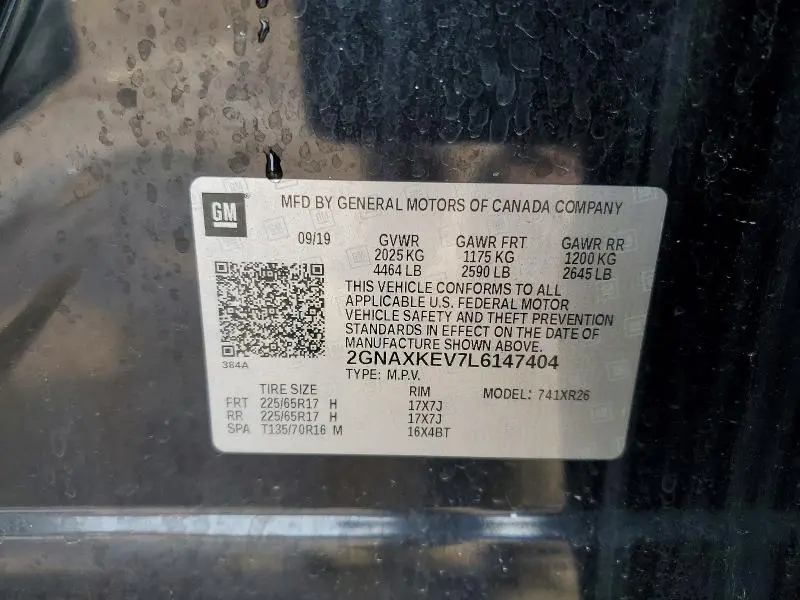 GM
MFD BY GENERAL MOTORS OF CANADA COMPANY
09/19 GVWR GAWR FRT GAWR RR
2025 KG 1175 KG 1200 KG
4464 LB 2590 LB 2645 LB
THIS VEHICLE CONFORMS TO ALL
APPLICABLE U.S. FEDERAL MOTOR
VEHICLE SAFETY AND THEFT PREVENTION
STANDARDS IN EFFECT ON THE DATE OF
MANUFACTURE SHOWN ABOVE.
384A
2GNAXKEV7L6147404
TYPE: M.P.V.
TIRE SIZE RIM MODEL: 741XR26
FRT 225/65R17 H 17X7J
RR 225/65R17 H 17X7J
SPA T135/70R16 M 16X4BT